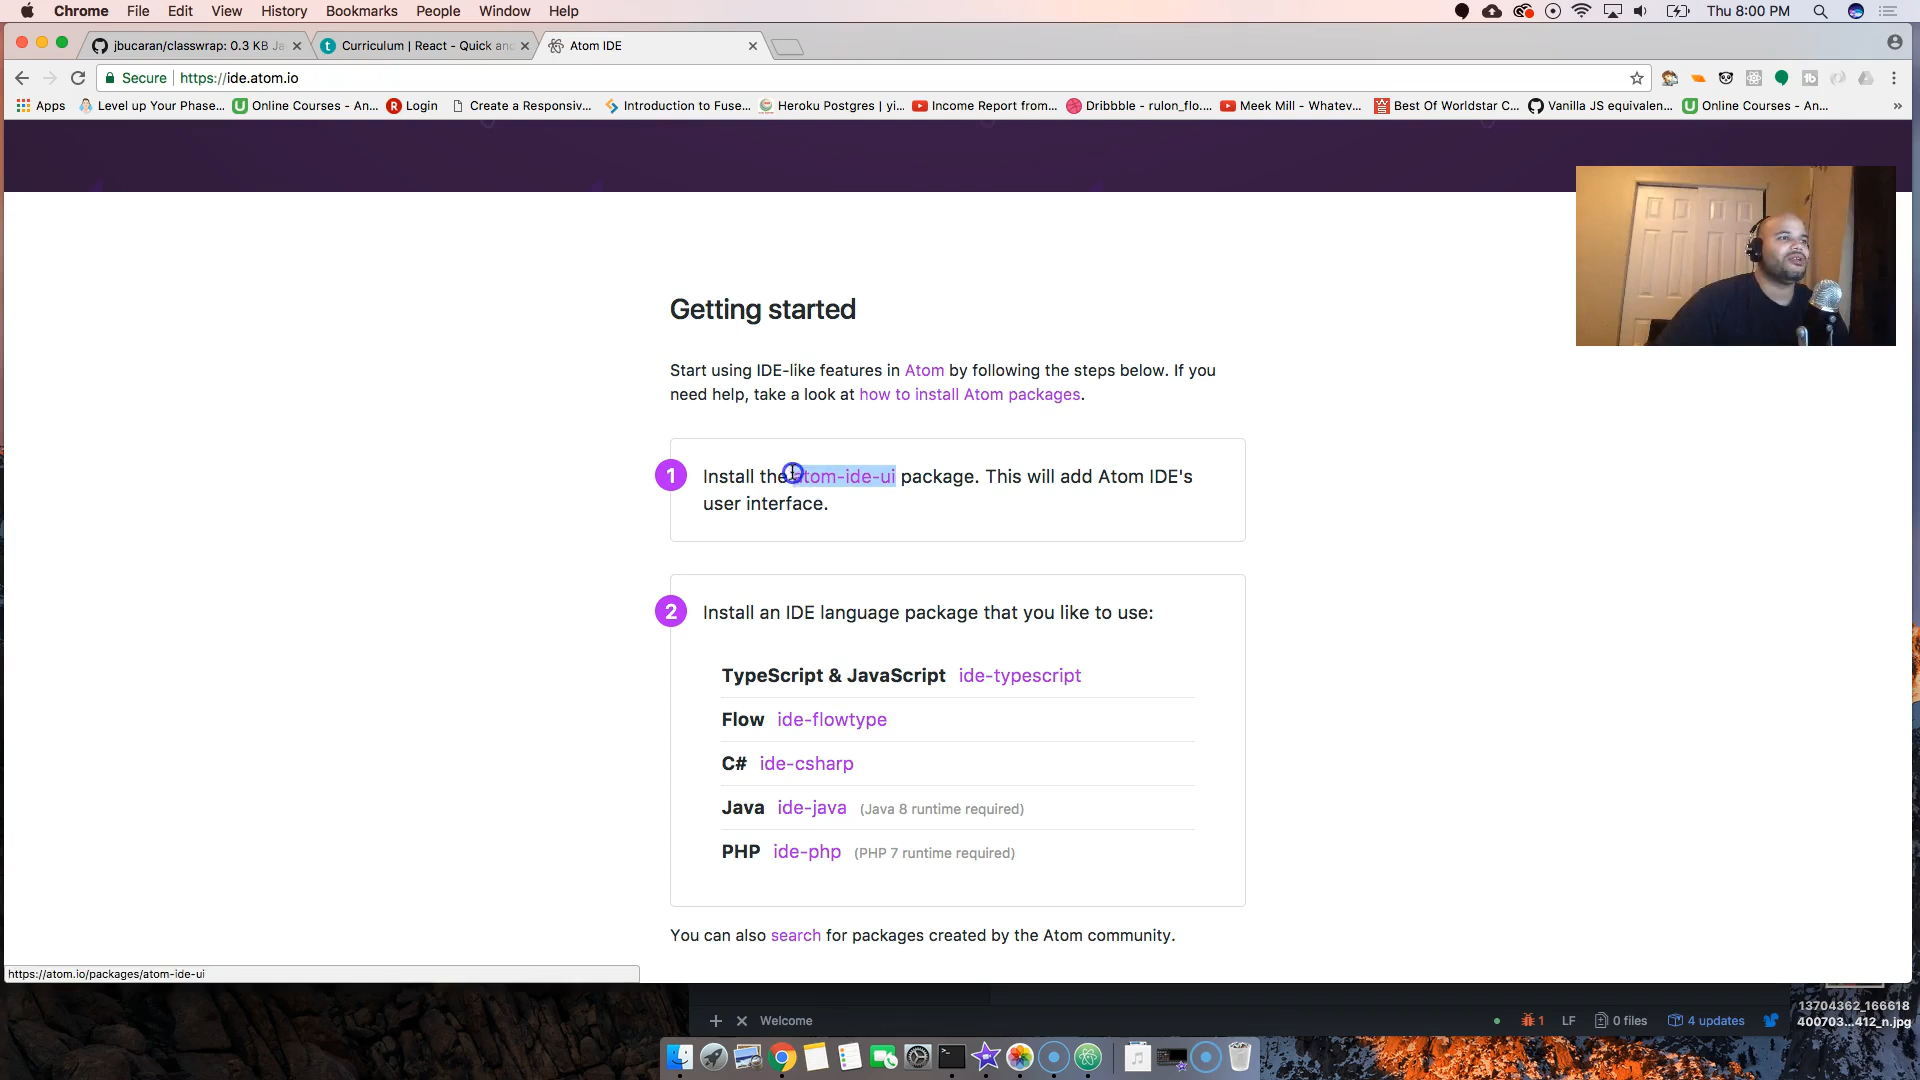 Chrome File Edit View History Bookmarks People Window Help Thu 8:00 PM
jbucaran/classwrap: 0.3 KB Ja Curriculum | React - Quick and Atom IDE
Secure https://ide.atom.io
Apps Level up Your Phase... Online Courses - An... Login Create a Responsiv... Introduction to Fuse... Heroku Postgres | yi... Income Report from... Dribbble - rulon_flo.... Meek Mill - Whatev... Best Of Worldstar C... Vanilla JS equivalen... Online Courses - An... »
Getting started
Start using IDE-like features in Atom by following the steps below. If you
need help, take a look at how to install Atom packages.
1 Install the atom-ide-ui package. This will add Atom IDE's
user interface.
2 Install an IDE language package that you like to use:
TypeScript & JavaScript ide-typescript
Flow ide-flowtype
C# ide-csharp
Java ide-java (Java 8 runtime required)
PHP ide-php (PHP 7 runtime required)
You can also search for packages created by the Atom community.
https://atom.io/packages/atom-ide-ui
13704362_166618
400703...412_n.jpg
Welcome 1 LF 0 files 4 updates